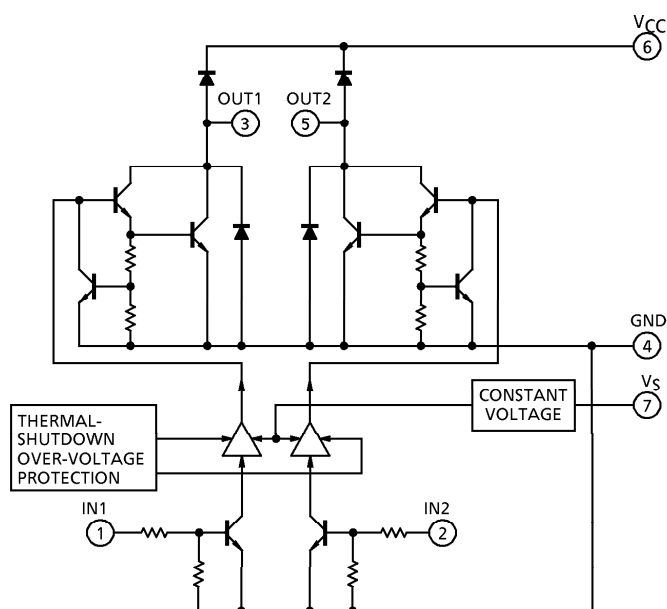 VCC
6
OUT1 OUT2
3 5
GND
4
VS
CONSTANT
VOLTAGE
7
THERMAL-
SHUTDOWN
OVER-VOLTAGE
PROTECTION
IN1 IN2
1 2